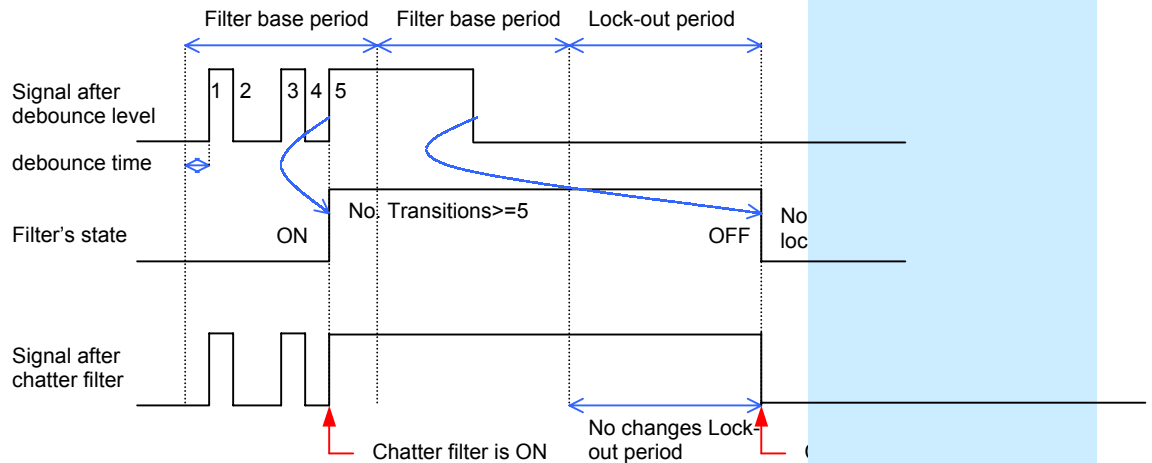 Filter base period Filter base period Lock-out period
Signal after
debounce level
1 2 3 4 5
debounce time
No. Transitions>=5
Filter's state
ON
OFF
No
Signal after
chatter filter
No changes Lock-
out period
Chatter filter is ON